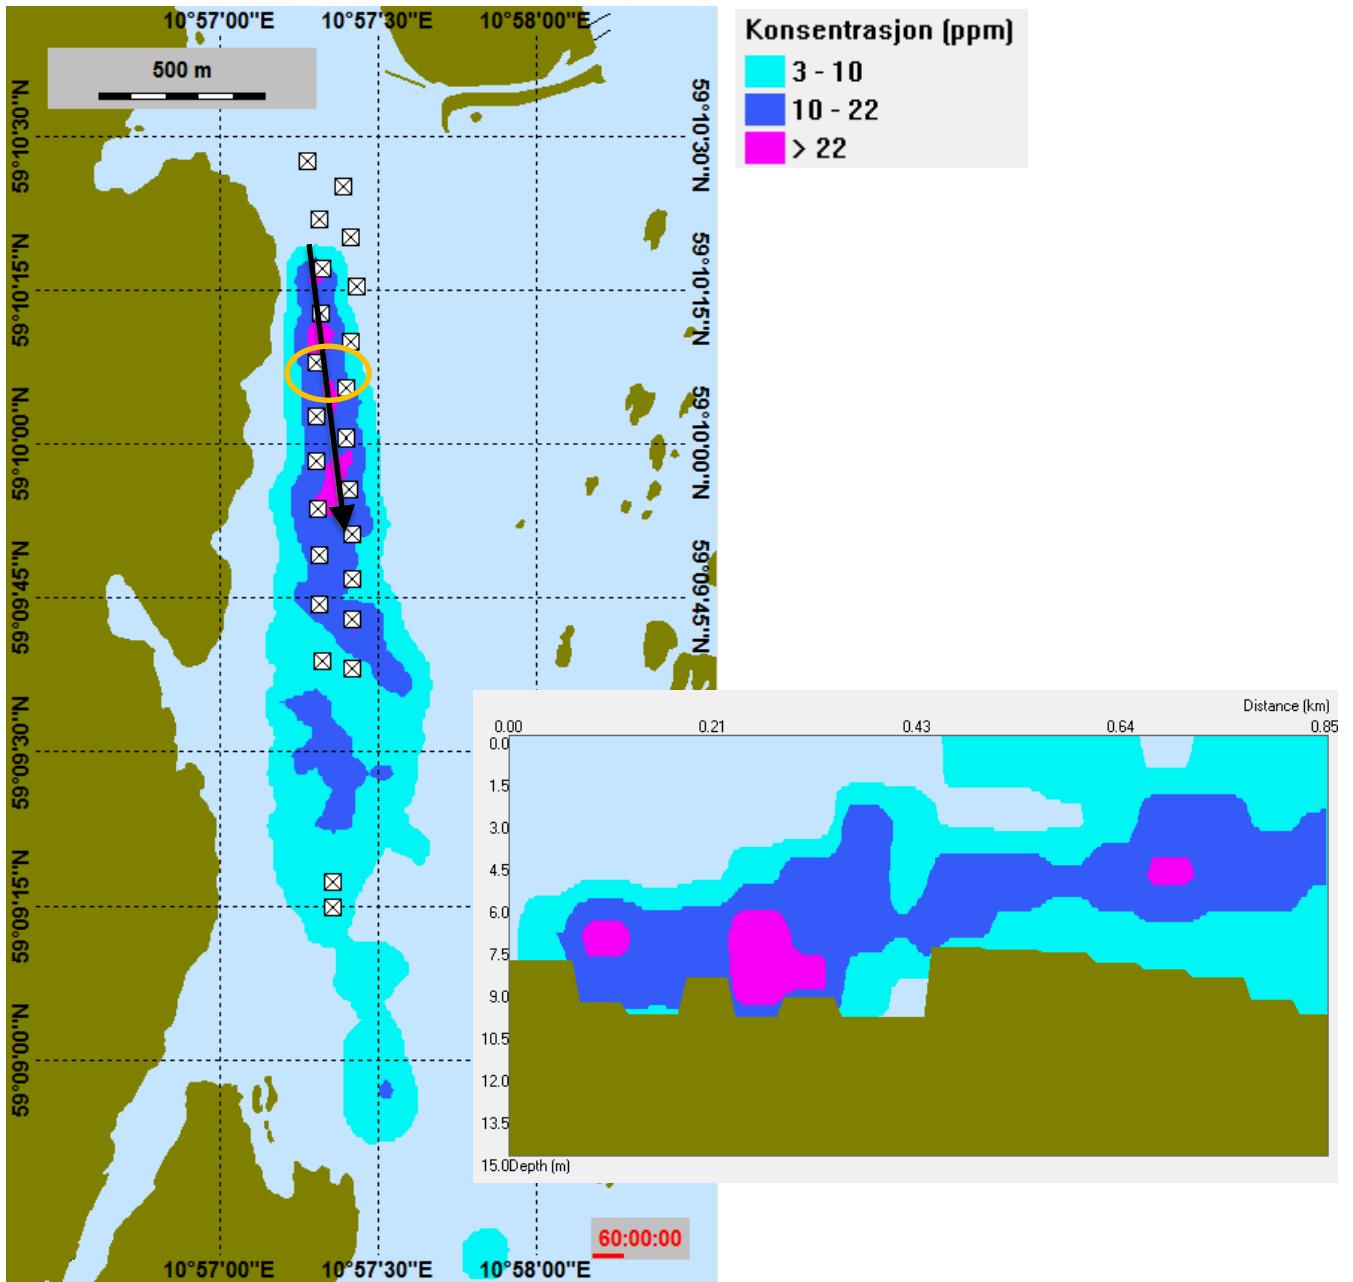 10°57'00"E 10°57'30"E 10°58'00"E
500 m
Konsentrasjon (ppm)
3 - 10
10 - 22
> 22
59°10'30"N 59°10'30"N
59°10'15"N 59°10'15"N
59°10'00"N 59°10'00"N
59°09'45"N 59°09'45"N
59°09'30"N
59°09'15"N
59°09'00"N
Distance (km)
0.00 0.21 0.43 0.64 0.85
0.0
1.5
3.0
4.5
6.0
7.5
9.0
10.5
12.0
13.5
15.0 Depth (m)
60:00:00
10°57'00"E 10°57'30"E 10°58'00"E